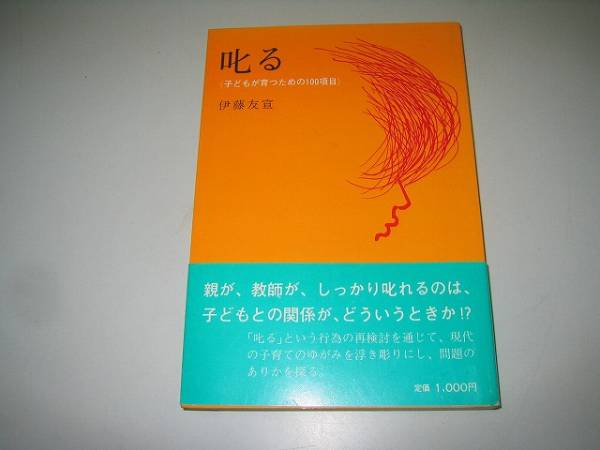 叱る
(子どもが育つための100項目)
伊藤友宣
親が、教師が、しっかり叱れるのは、
子どもとの関係が、どういうときか!?
「叱る」という行為の再検討を通じて、現代
の子育てのゆがみを浮き彫りにし、問題の
ありかを探る。
定価 1,000円